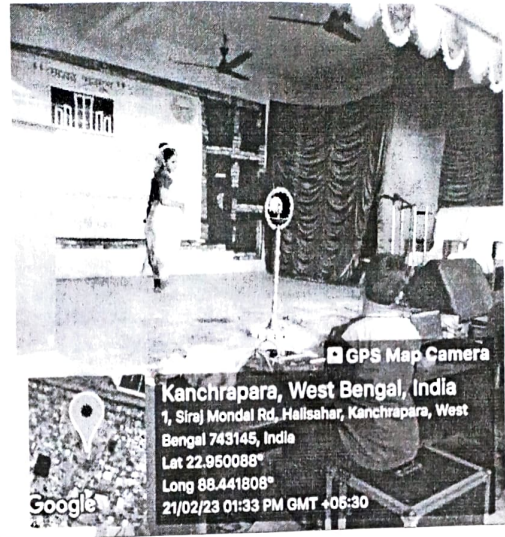 GPS Map Camera
Kanchrapara, West Bengal, India
1, Siraj Mondal Rd, Halisahar, Kanchrapara, West
Bengal 743145, India
Lat 22.950088°
Long 88.441808°
21/02/23 01:33 PM GMT +05:30
Google